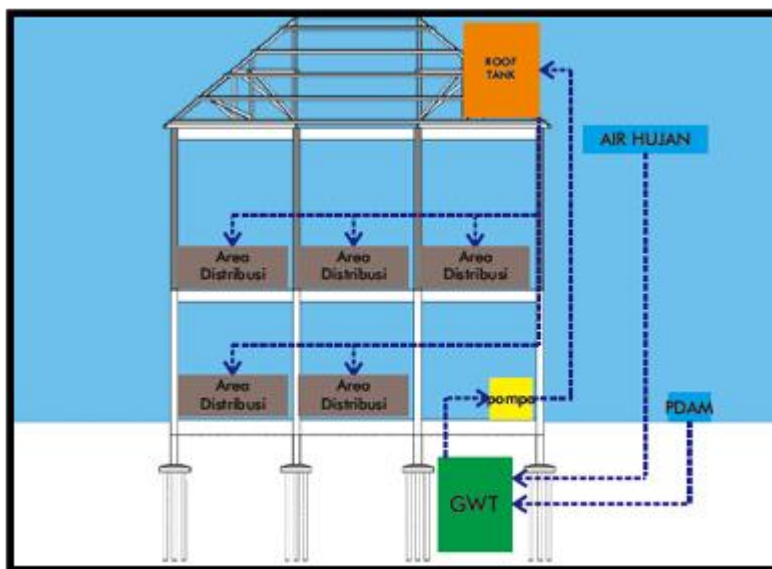 ROOF
TANK
AIR HUJAN
Area
Distribusi
Area
Distribusi
Area
Distribusi
Area
Distribusi
Area
Distribusi
pompa
PDAM
GWT